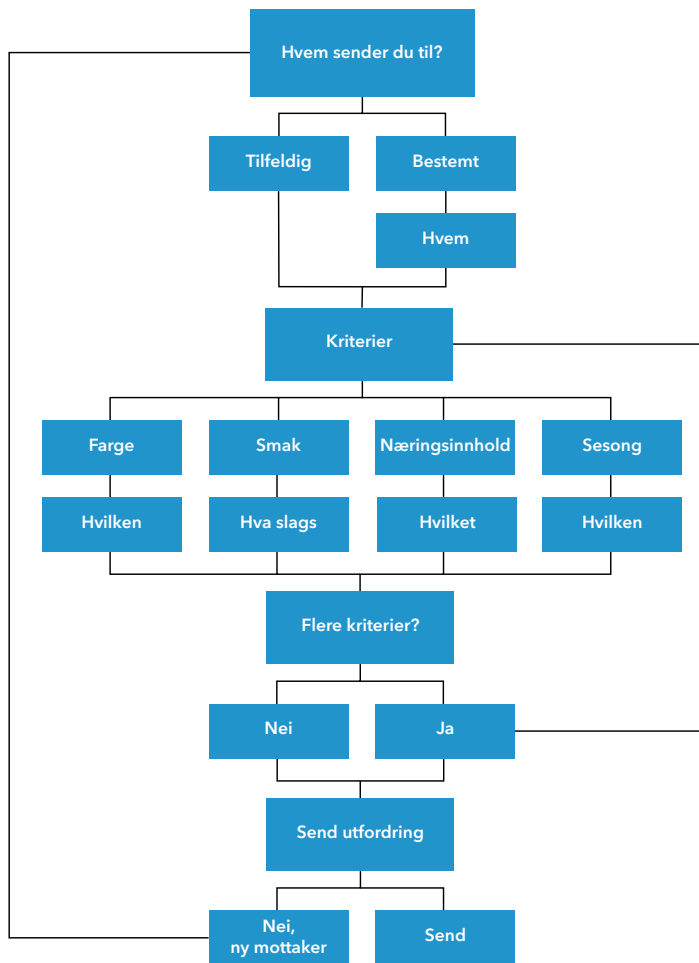 Hvem sender du til?
Tilfeldig
Bestemt
Hvem
Kriterier
Farge
Smak
Næringsinnhold
Sesong
Hvilken
Hva slags
Hvilket
Hvilken
Flere kriterier?
Nei
Ja
Send utfordring
Nei,
ny mottaker
Send